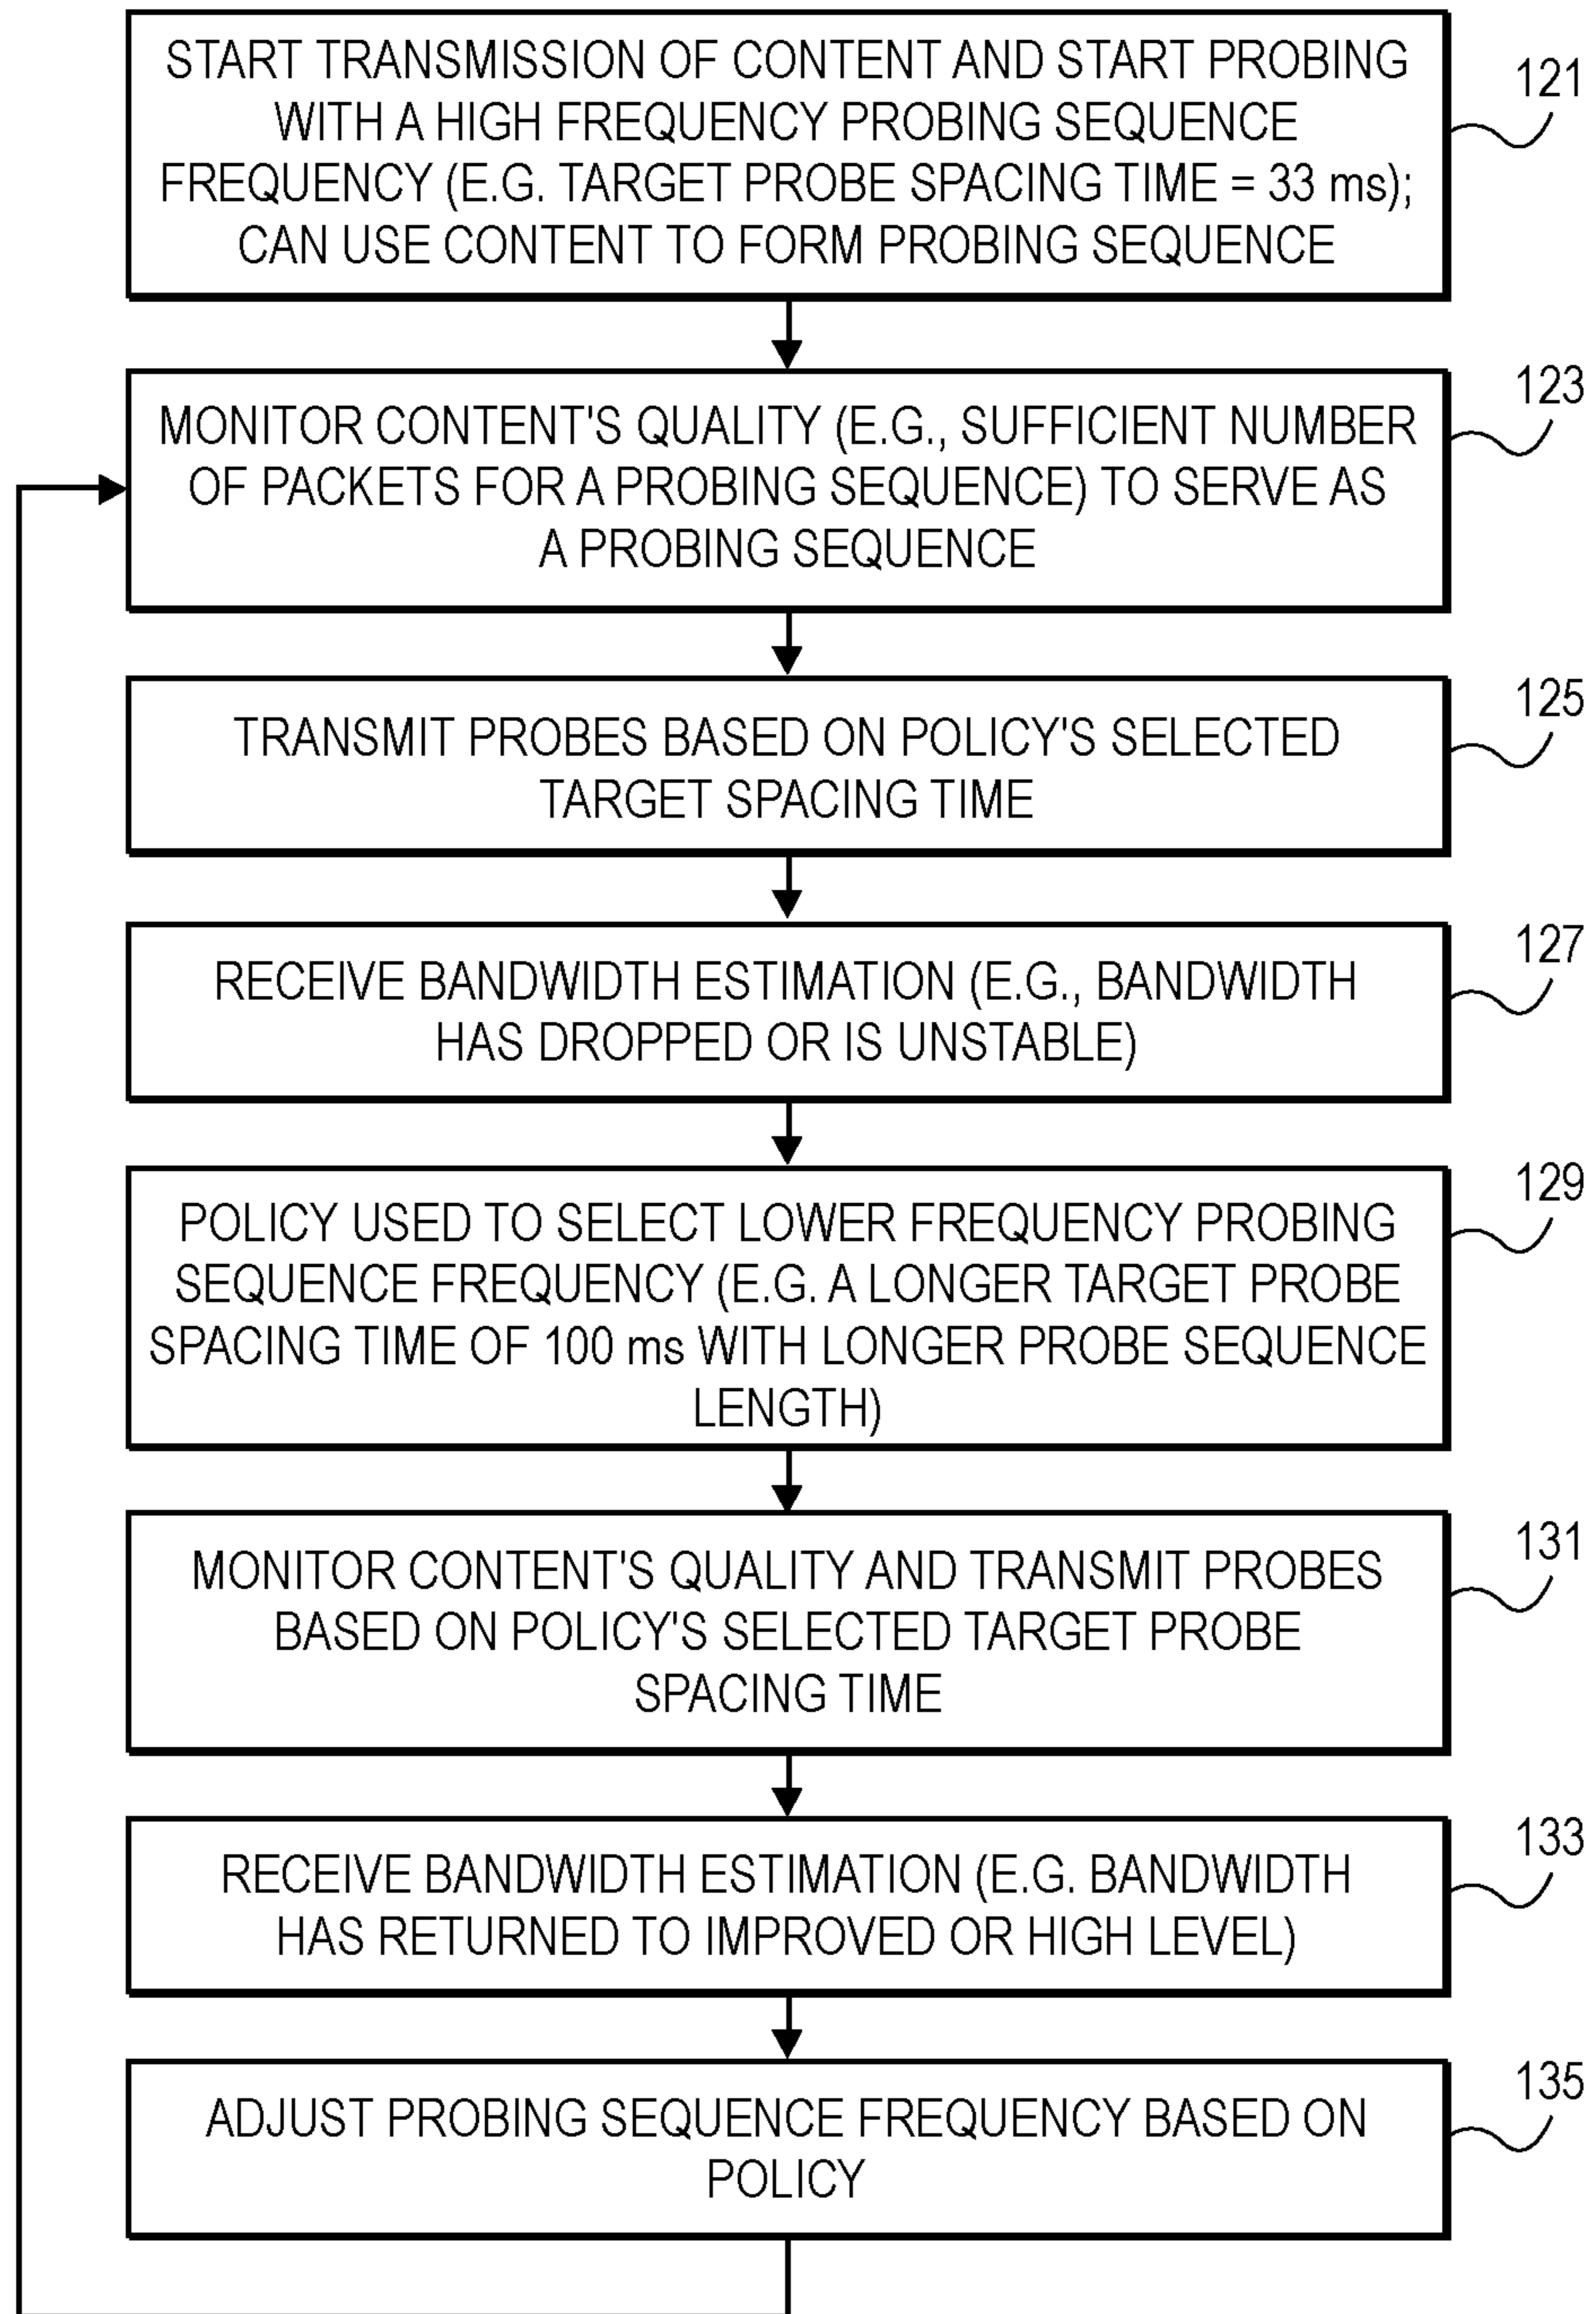 START TRANSMISSION OF CONTENT AND START PROBING
WITH A HIGH FREQUENCY PROBING SEQUENCE
FREQUENCY (E.G. TARGET PROBE SPACING TIME = 33 ms);
CAN USE CONTENT TO FORM PROBING SEQUENCE
121
MONITOR CONTENT'S QUALITY (E.G., SUFFICIENT NUMBER
OF PACKETS FOR A PROBING SEQUENCE) TO SERVE AS
A PROBING SEQUENCE
123
TRANSMIT PROBES BASED ON POLICY'S SELECTED
TARGET SPACING TIME
125
RECEIVE BANDWIDTH ESTIMATION (E.G., BANDWIDTH
HAS DROPPED OR IS UNSTABLE)
127
POLICY USED TO SELECT LOWER FREQUENCY PROBING
SEQUENCE FREQUENCY (E.G. A LONGER TARGET PROBE
SPACING TIME OF 100 ms WITH LONGER PROBE SEQUENCE
LENGTH)
129
MONITOR CONTENT'S QUALITY AND TRANSMIT PROBES
BASED ON POLICY'S SELECTED TARGET PROBE
SPACING TIME
131
RECEIVE BANDWIDTH ESTIMATION (E.G. BANDWIDTH
HAS RETURNED TO IMPROVED OR HIGH LEVEL)
133
ADJUST PROBING SEQUENCE FREQUENCY BASED ON
POLICY
135